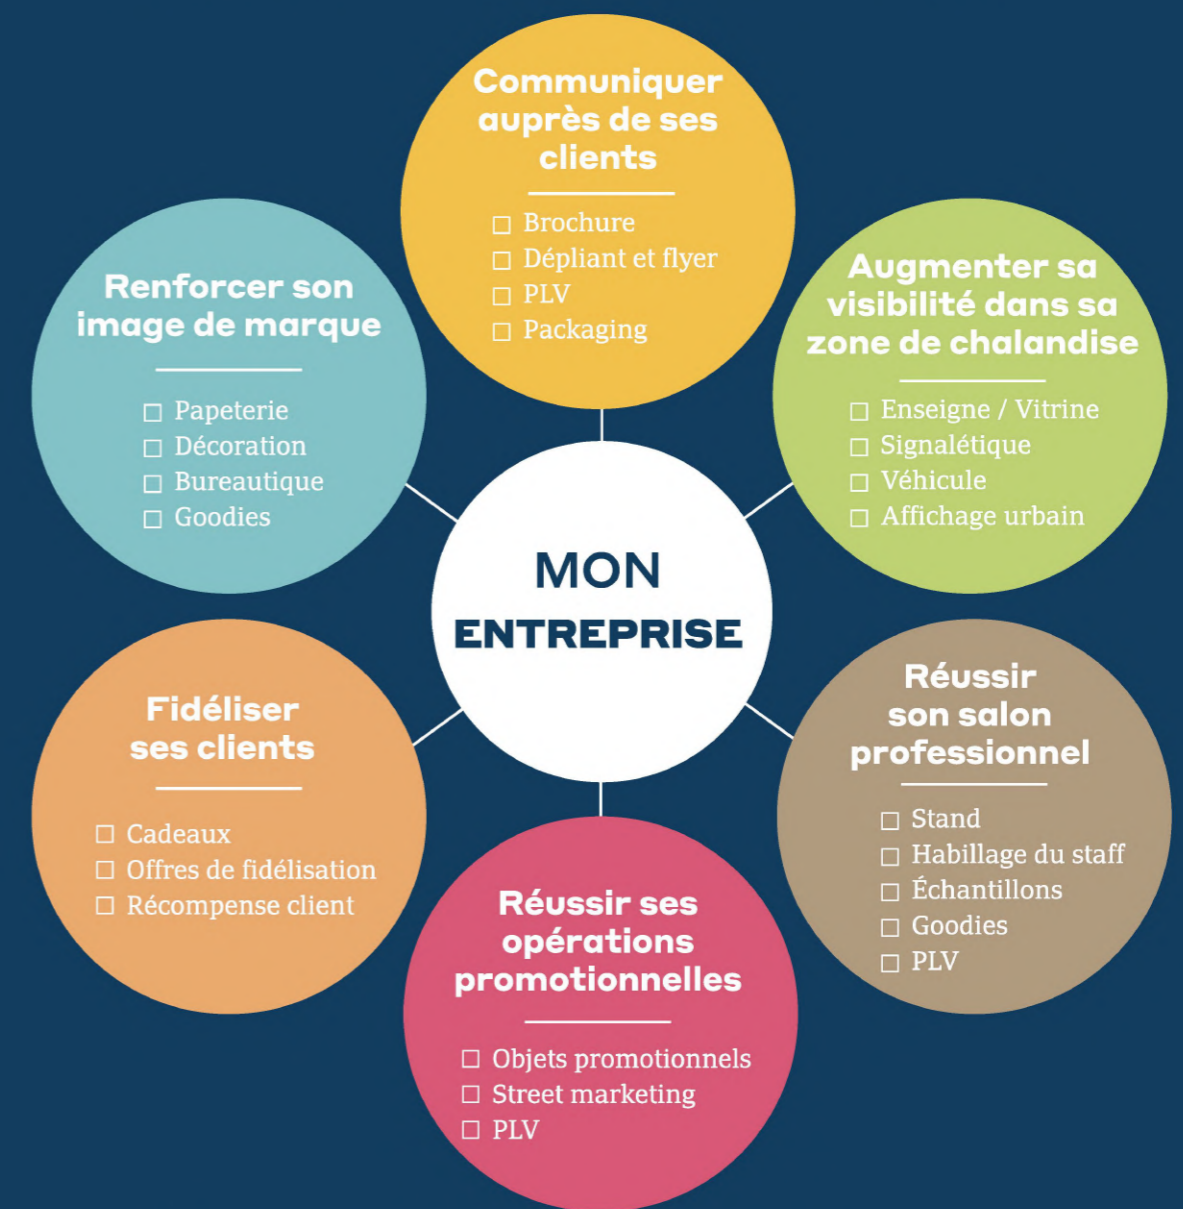 Communiquer
auprès de ses
clients
☐ Brochure
☐ Dépliant et flyer
☐ PLV
☐ Packaging
Renforcer son
image de marque
☐ Papeterie
☐ Décoration
☐ Bureautique
☐ Goodies
Augmenter sa
visibilité dans sa
zone de chalandise
☐ Enseigne / Vitrine
☐ Signalétique
☐ Véhicule
☐ Affichage urbain
MON
ENTREPRISE
Fidéliser
ses clients
☐ Cadeaux
☐ Offres de fidélisation
☐ Récompense client
Réussir
son salon
professionnel
☐ Stand
☐ Habillage du staff
☐ Échantillons
☐ Goodies
☐ PLV
Réussir ses
opérations
promotionnelles
☐ Objets promotionnels
☐ Street marketing
☐ PLV